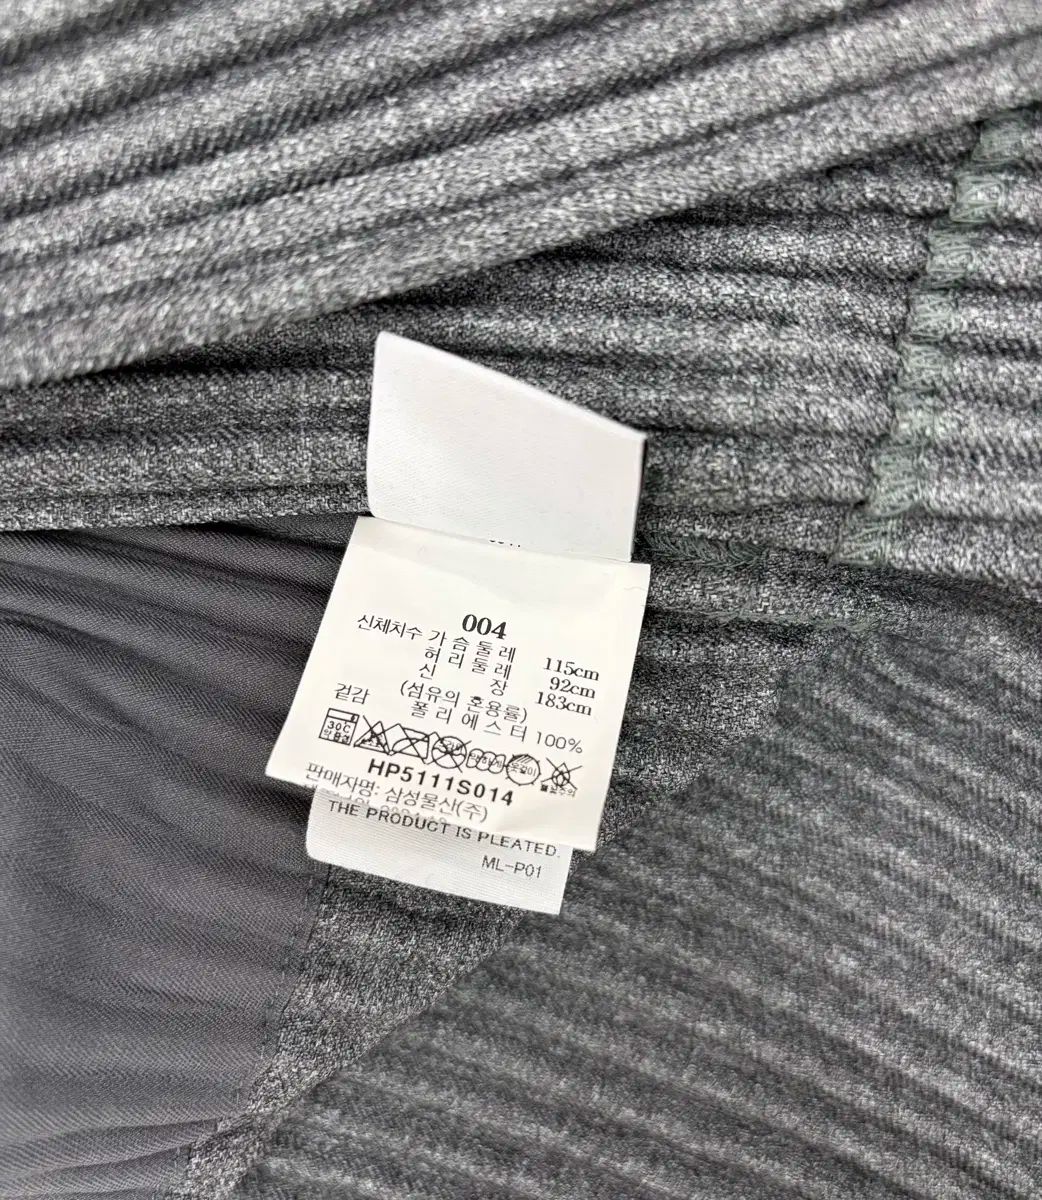 004
신체치수 가슴둘레 115cm
허리둘레 92cm
신 장 183cm
겉감 (섬유의 혼용률)
폴리에스터 100%
30℃
HP5111S014
판매자명: 삼성물산(주)
THE PRODUCT IS PLEATED.
ML-P01